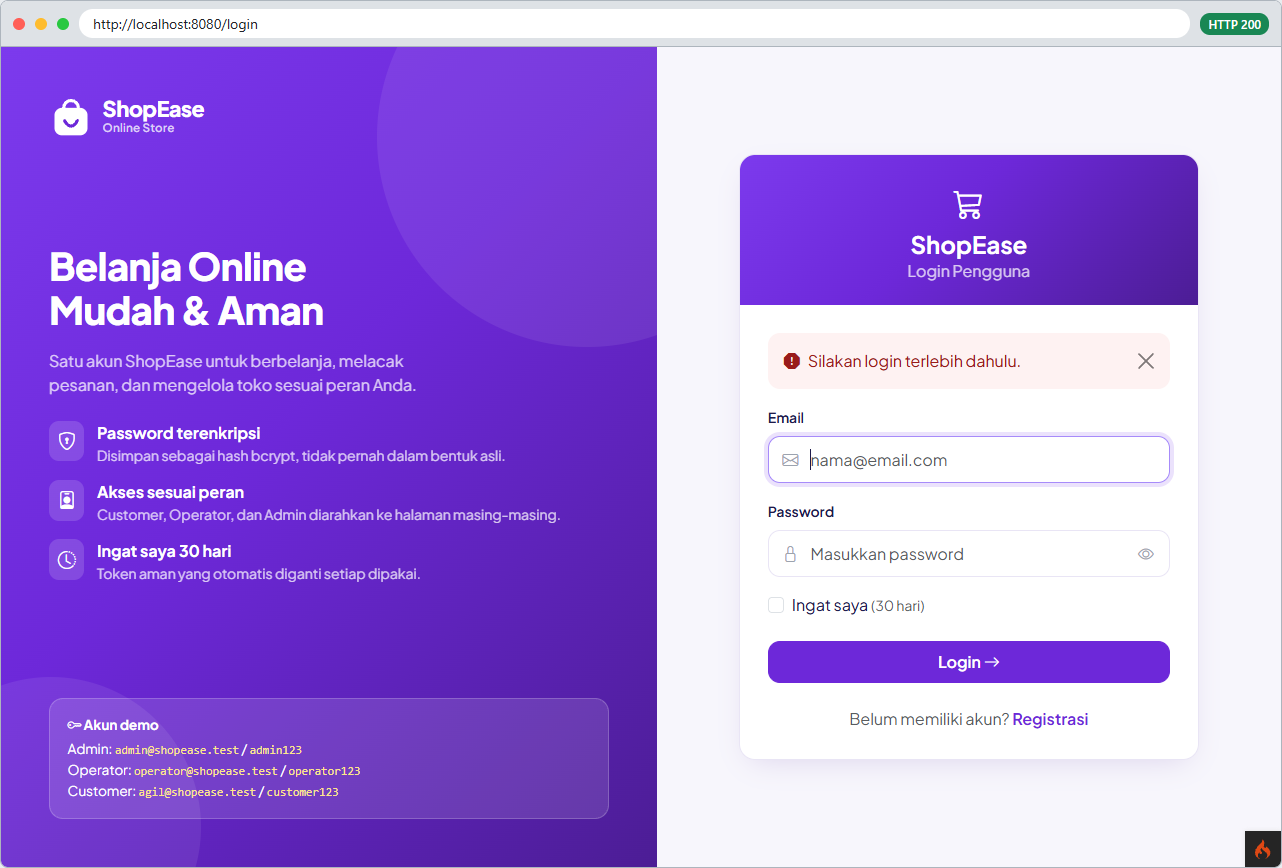 http://localhost:8080/login
HTTP 200
ShopEase
Online Store
Belanja Online
Mudah & Aman
Satu akun ShopEase untuk berbelanja, melacak
pesanan, dan mengelola toko sesuai peran Anda.
Password terenkripsi
Disimpan sebagai hash bcrypt, tidak pernah dalam bentuk asli.
Akses sesuai peran
Customer, Operator, dan Admin diarahkan ke halaman masing-masing.
Ingat saya 30 hari
Token aman yang otomatis diganti setiap dipakai.
Akun demo
Admin: admin@shopease.test / admin123
Operator: operator@shopease.test / operator123
Customer: agil@shopease.test / customer123
ShopEase
Login Pengguna
Silakan login terlebih dahulu.
Email
nama@email.com
Password
Masukkan password
Ingat saya (30 hari)
Login →
Belum memiliki akun? Registrasi